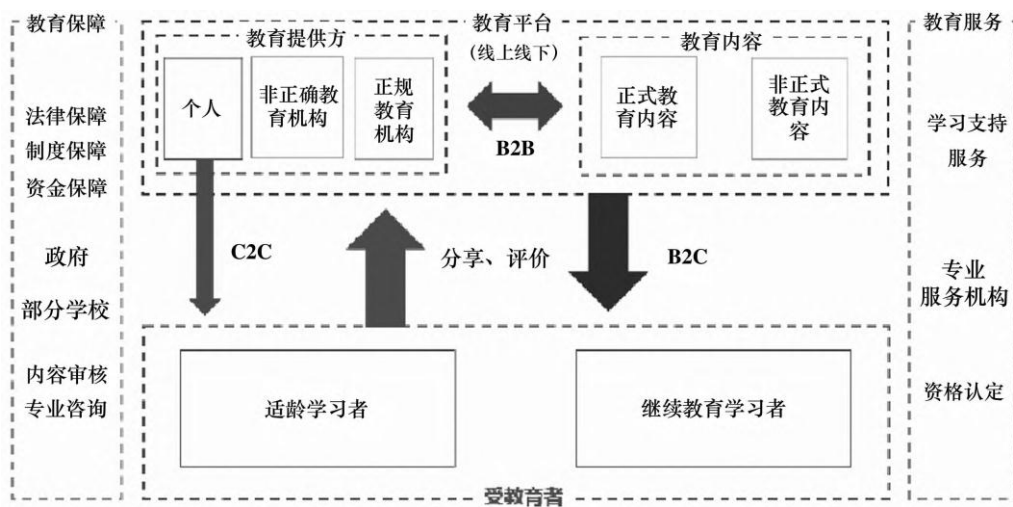 教育保障
法律保障
制度保障
资金保障
政府
部分学校
内容审核
专业咨询
教育平台
(线上线下)
教育提供方
个人
非正确教
育机构
正规
教育
机构
B2B
教育内容
正式教
育内容
非正式
教育内
容
C2C
分享、评价
B2C
适龄学习者
继续教育学习者
受教育者
教育服务
学习支持
服务
专业
服务机构
资格认定